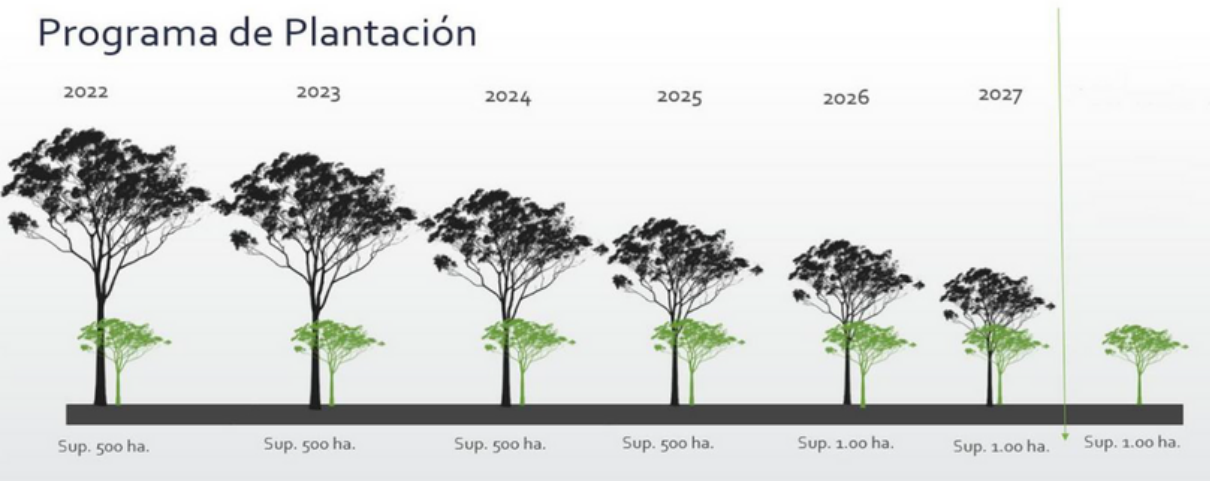 Programa de Plantación
2022 2023 2024 2025 2026 2027
Sup. 500 ha. Sup. 500 ha. Sup. 500 ha. Sup. 500 ha. Sup. 1.00 ha. Sup. 1.00 ha. Sup. 1.00 ha.